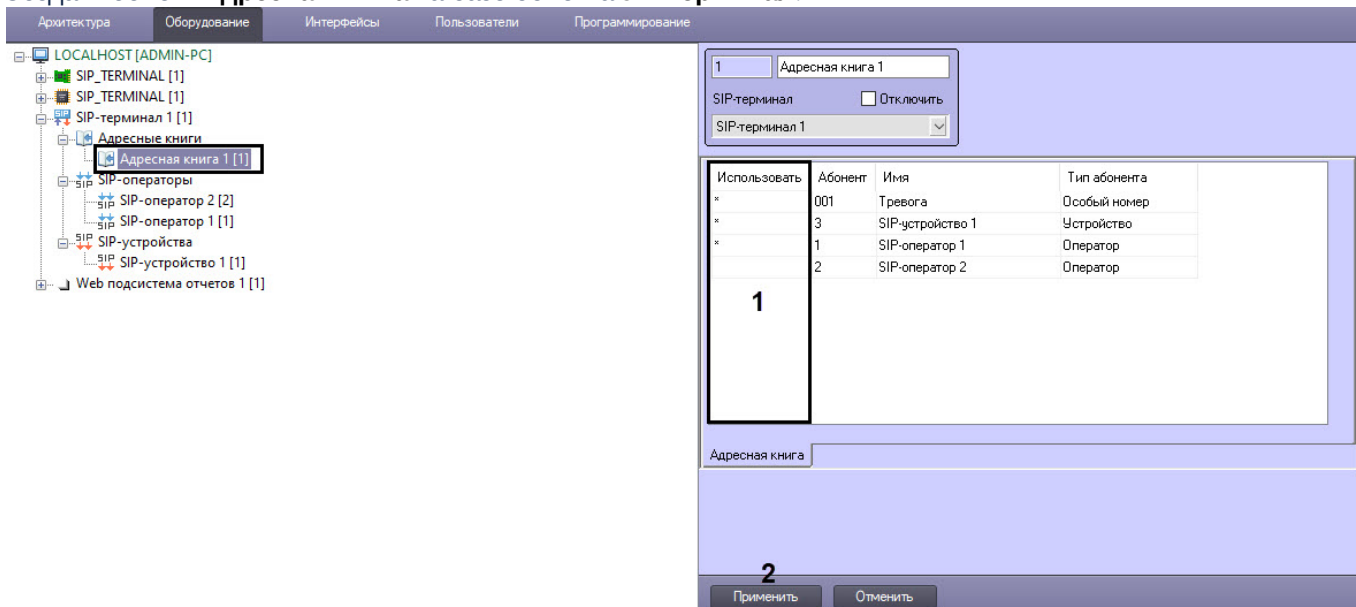 Архитектура Оборудование Интерфейсы Пользователи Программирование
LOCALHOST [ADMIN-PC]
SIP_TERMINAL [1]
SIP_TERMINAL [1]
SIP-терминал 1 [1]
Адресные книги
Адресная книга 1 [1]
SIP-операторы
SIP-оператор 2 [2]
SIP-оператор 1 [1]
SIP-устройства
SIP-устройство 1 [1]
Web подсистема отчетов 1 [1]
1 Адресная книга 1
SIP-терминал Отключить
SIP-терминал 1
Использовать Абонент Имя Тип абонента
* 001 Тревога Особый номер
* 3 SIP-устройство 1 Устройство
* 1 SIP-оператор 1 Оператор
2 SIP-оператор 2 Оператор
1
Адресная книга
2
Применить Отменить